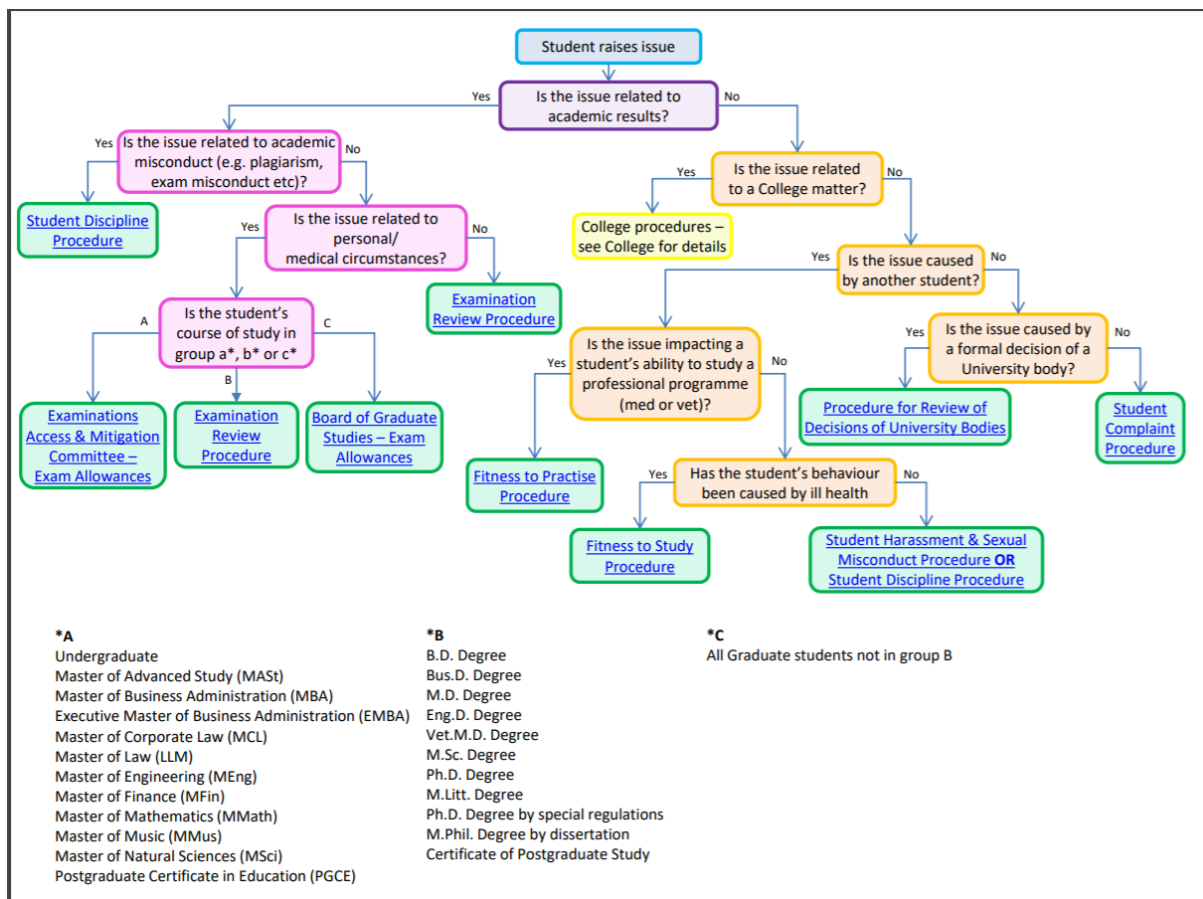 Student raises issue
Yes
Is the issue related to
academic results?
No
Yes
Is the issue related to academic
misconduct (e.g. plagiarism,
exam misconduct etc)?
No
Yes
Is the issue related
to a College matter?
No
Student Discipline
Procedure
Yes
Is the issue related to
personal/
medical circumstances?
No
College procedures –
see College for details
Yes
Is the issue caused
by another student?
No
Examination
Review Procedure
A
Is the student's
course of study in
group a*, b* or c*
C
B
Yes
Is the issue impacting a
student's ability to study a
professional programme
(med or vet)?
No
Yes
Is the issue caused by
a formal decision of a
University body?
No
Examinations
Access & Mitigation
Committee –
Exam Allowances
Examination
Review
Procedure
Board of Graduate
Studies – Exam
Allowances
Procedure for Review of
Decisions of University Bodies
Student
Complaint
Procedure
Fitness to Practise
Procedure
Yes
Has the student's behaviour
been caused by ill health
No
Fitness to Study
Procedure
Student Harassment & Sexual
Misconduct Procedure OR
Student Discipline Procedure
*A
Undergraduate
Master of Advanced Study (MASt)
Master of Business Administration (MBA)
Executive Master of Business Administration (EMBA)
Master of Corporate Law (MCL)
Master of Law (LLM)
Master of Engineering (MEng)
Master of Finance (MFin)
Master of Mathematics (MMath)
Master of Music (MMus)
Master of Natural Sciences (MSci)
Postgraduate Certificate in Education (PGCE)
*B
B.D. Degree
Bus.D. Degree
M.D. Degree
Eng.D. Degree
Vet.M.D. Degree
M.Sc. Degree
Ph.D. Degree
M.Litt. Degree
Ph.D. Degree by special regulations
M.Phil. Degree by dissertation
Certificate of Postgraduate Study
*C
All Graduate students not in group B